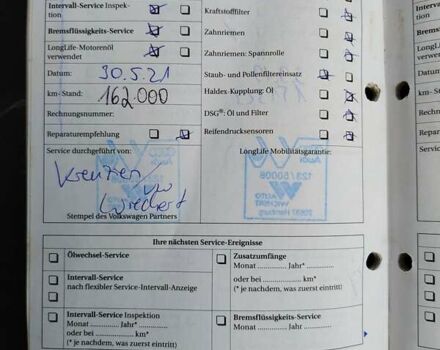 Intervall-Service Inspek-
tion
Bremsflüssigkeits-Service
LongLife-Motorenöl
verwendet
Datum: 30.5.21
km- Stand: 162.000
Rechnungsnummer:
Reparaturempfehlung
Service durchgeführt von:
Stempel des Volkswagen Partners
Kraftstofffilter
Zahnriemen
Zahnriemen: Spannrolle
Staub- und Pollenfiltereinsatz
Haldex-Kupplung: Öl
DSG®: Öl und Filter
Reifendrucksensoren
LongLife Mobilitätsgarantie:
Ihre nächsten Service-Ereignisse
Ölwechsel-Service
Intervall-Service
nach flexibler Service-Intervall-Anzeige
Intervall-Service Inspektion
Monat .............. Jahr*...............
oder bei ............................ km*
(* je nachdem, was zuerst eintritt)
Zusatzumfänge
Monat .............. Jahr*...............
oder bei ............................ km*
(* je nachdem, was zuerst eintritt)
Bremsflüssigkeits-Service
Monat .............. Jahr................